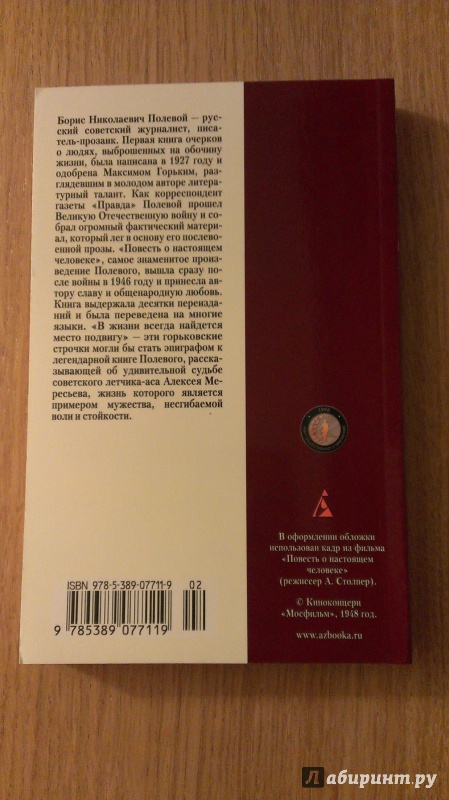 Борис Николаевич Полевой — рус-
ский советский журналист, писа-
тель-прозаик. Первая книга очерков
о людях, выброшенных на обочину
жизни, была написана в 1927 году и
одобрена Максимом Горьким, раз-
глядевшим в молодом авторе литера-
турный талант. Как корреспондент
газеты «Правда» Полевой прошел
Великую Отечественную войну и со-
брал огромный фактический матери-
ал, который лег в основу его послево-
енной прозы. «Повесть о настоящем
человеке», самое знаменитое произ-
ведение Полевого, вышла сразу по-
сле войны в 1946 году и принесла ав-
тору славу и общенародную любовь.
Книга выдержала десятки переизда-
ний и была переведена на многие
языки. «В жизни всегда найдется
место подвигу» — эти горьковские
строчки могли бы стать эпиграфом к
легендарной книге Полевого, расска-
зывающей об удивительной судьбе
советского летчика-аса Алексея Ме-
ресьева, жизнь которого является
примером мужества, несгибаемой
воли и стойкости.
ISBN 978-5-389-07711-9 02
9 785389 077119
В оформлении обложки
использован кадр из фильма
«Повесть о настоящем
человеке»
(режиссер А. Столпер).
© Киноконцерн
«Мосфильм», 1948 год.
www.azbooka.ru
Лабиринт.ру